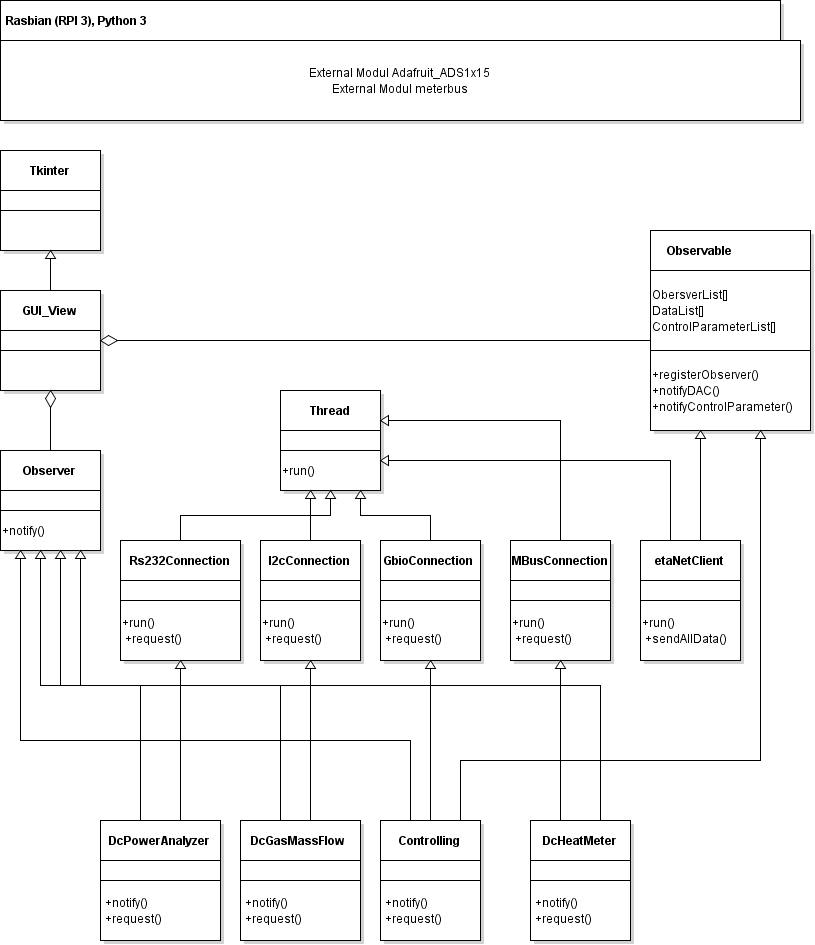 Rasbian (RPI 3), Python 3
External Modul Adafruit_ADS1x15
External Modul meterbus
Tkinter
GUI_View
Observable
ObersverList[]
DataList[]
ControlParameterList[]
+registerObserver()
+notifyDAC()
+notifyControlParameter()
Thread
+run()
Observer
+notify()
Rs232Connection
+run()
+request()
I2cConnection
+run()
+request()
GbioConnection
+run()
+request()
MBusConnection
+run()
+request()
etaNetClient
+run()
+sendAllData()
DcPowerAnalyzer
+notify()
+request()
DcGasMassFlow
+notify()
+request()
Controlling
+notify()
+request()
DcHeatMeter
+notify()
+request()